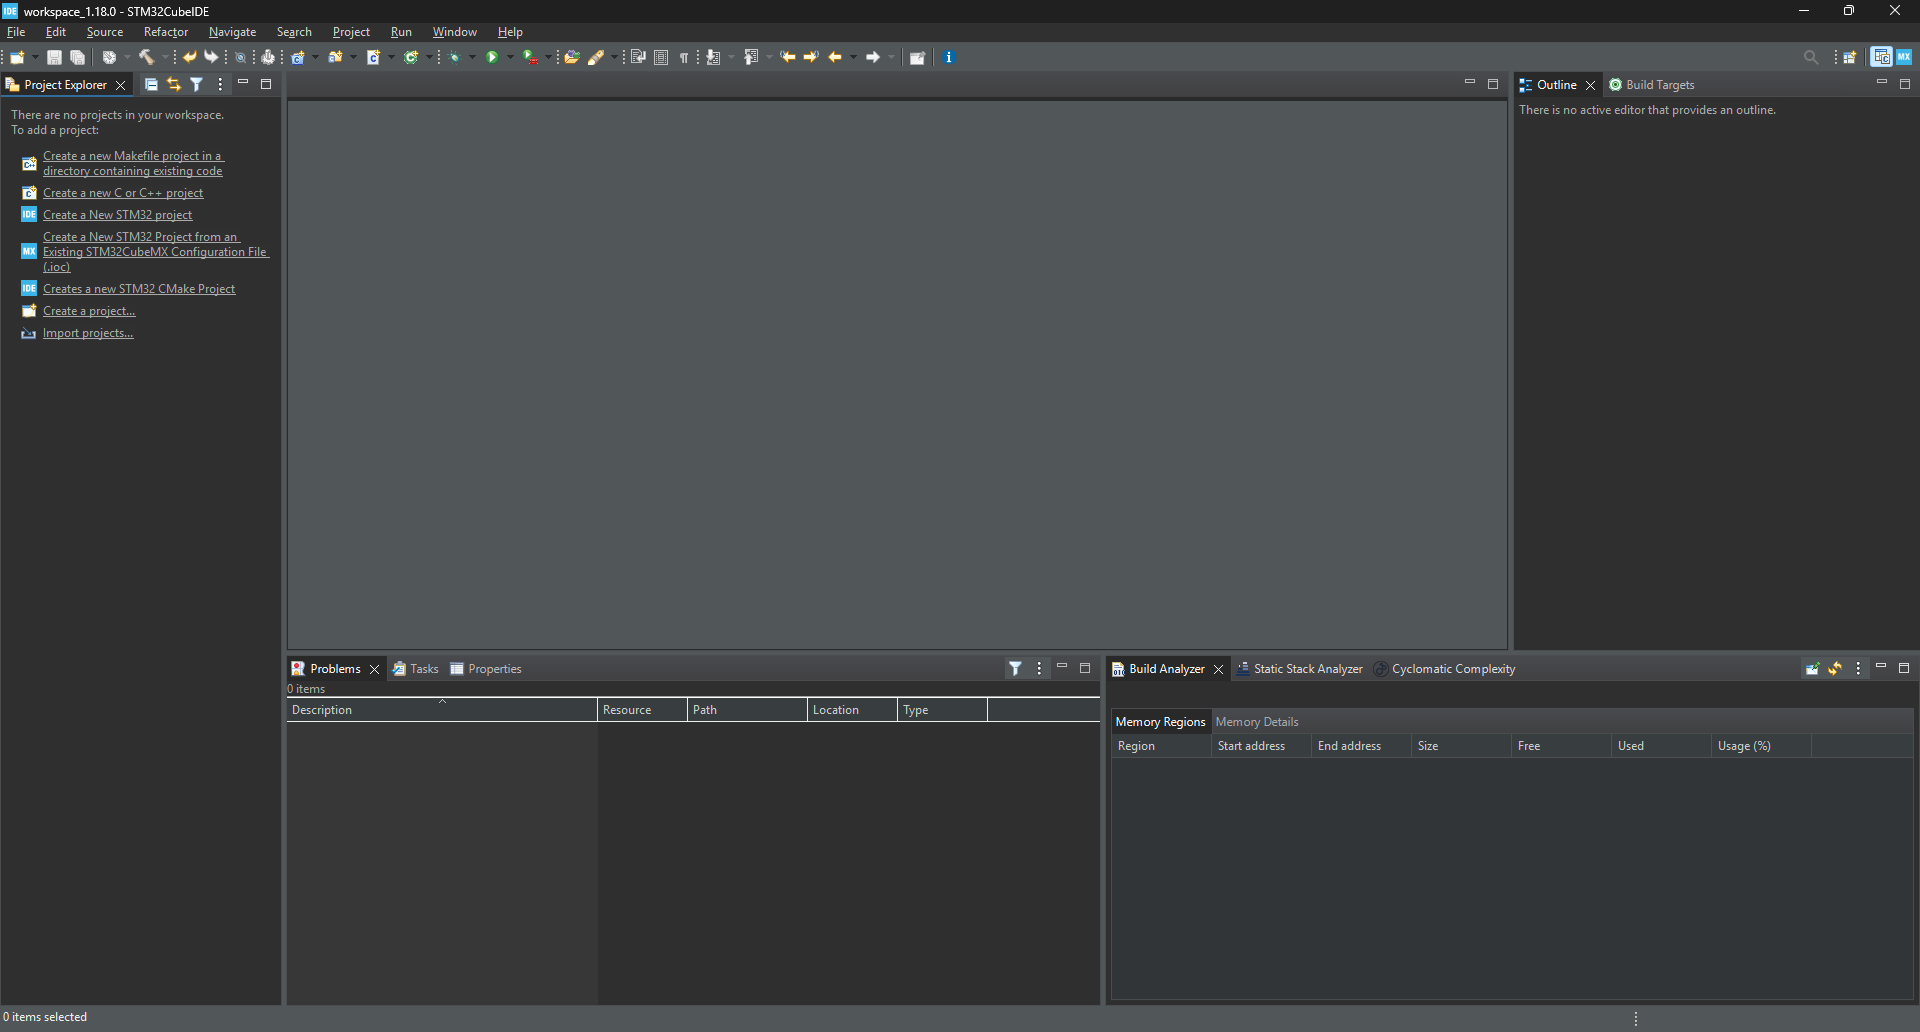 IDE workspace_1.18.0 - STM32CubeIDE
File Edit Source Refactor Navigate Search Project Run Window Help
Project Explorer
There are no projects in your workspace.
To add a project:
Create a new Makefile project in a
directory containing existing code
Create a new C or C++ project
IDE Create a New STM32 project
Create a New STM32 Project from an
MX Existing STM32CubeMX Configuration File
(.ioc)
IDE Creates a new STM32 CMake Project
Create a project...
Import projects...
MX
Outline Build Targets
There is no active editor that provides an outline.
Problems Tasks Properties
0 items
Description Resource Path Location Type
Build Analyzer Static Stack Analyzer Cyclomatic Complexity
Memory Regions Memory Details
Region Start address End address Size Free Used Usage (%)
0 items selected